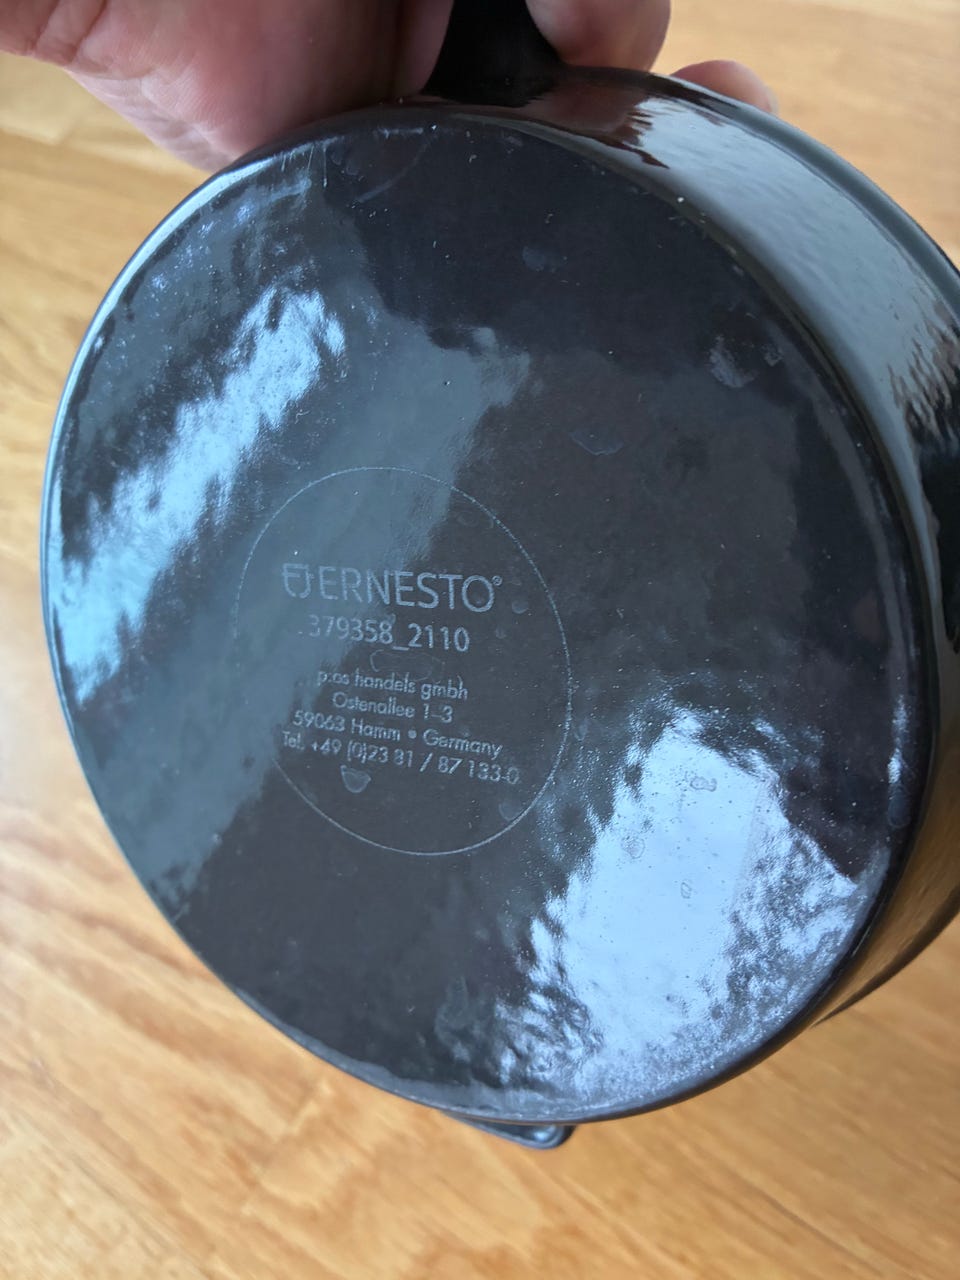 ERNESTO®
379358_2110
p:os handels gmbh
Ostenallee 1–3
59063 Hamm • Germany
Tel. +49 (0)23 81 / 87 133-0